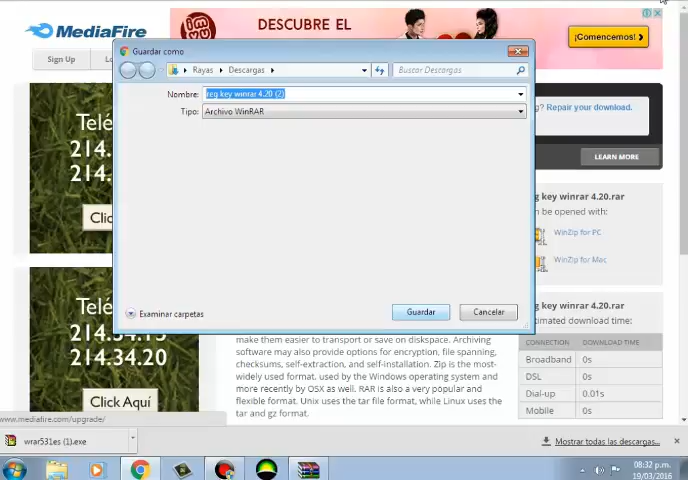 MediaFire
DESCUBRE EL
¡Comencemos! ❯
Sign Up
Guardar como
Rayas
Descargas
Buscar Descargas
Nombre:
reg key winrar 4.20 (2)
Tipo:
Archivo WinRAR
Examinar carpetas
Guardar
Cancelar
Telé
214.
214.
Clic
g? Repair your download.
LEARN MORE
g key winrar 4.20.rar
n be opened with:
WinZip for PC
WinZip for Mac
g key winrar 4.20.rar
timated download time:
CONNECTION DOWNLOAD TIME
Broadband 0s
DSL 0s
Dial-up 0.01s
Mobile 0s
Telé
214.34.20
Click Aquí
make them easier to transport or save on diskspace. Archiving
software may also provide options for encryption, file spanning,
checksums, self-extraction, and self-installation. Zip is the most-
widely used format, used by the Windows operating system and
more recently by OSX as well. RAR is also a very popular and
flexible format. Unix uses the tar file format, while Linux uses the
tar and gz format.
www.mediafire.com/upgrade/
wrar531es (1).exe
Mostrar todas las descargas...
08:32 p.m.
19/03/2016